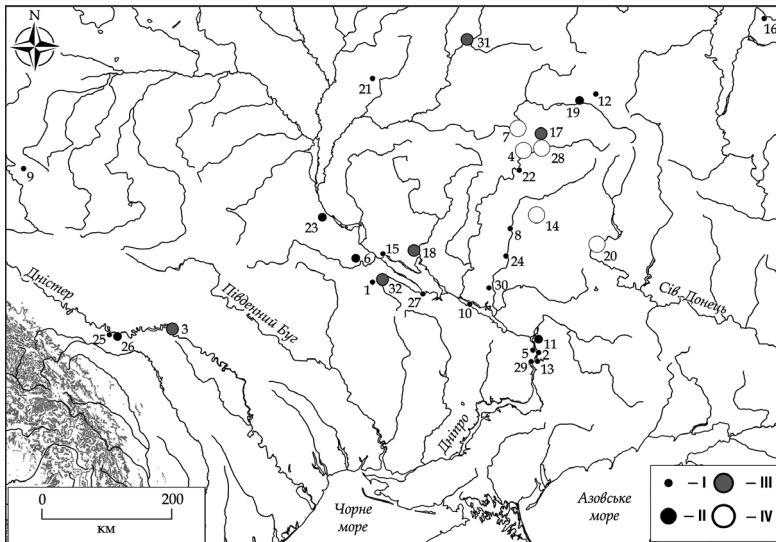 N
31
16
21
12
19
7
17
4
28
22
9
14
8
23
20
15
18
6
24
1
32
30
27
10
Дністер
Південний Буг
Сів. Донець
25
26
3
11
5
2
29
13
Дніпро
0
200
км
Чорне
море
Азовське
море
– I
– III
– II
– IV